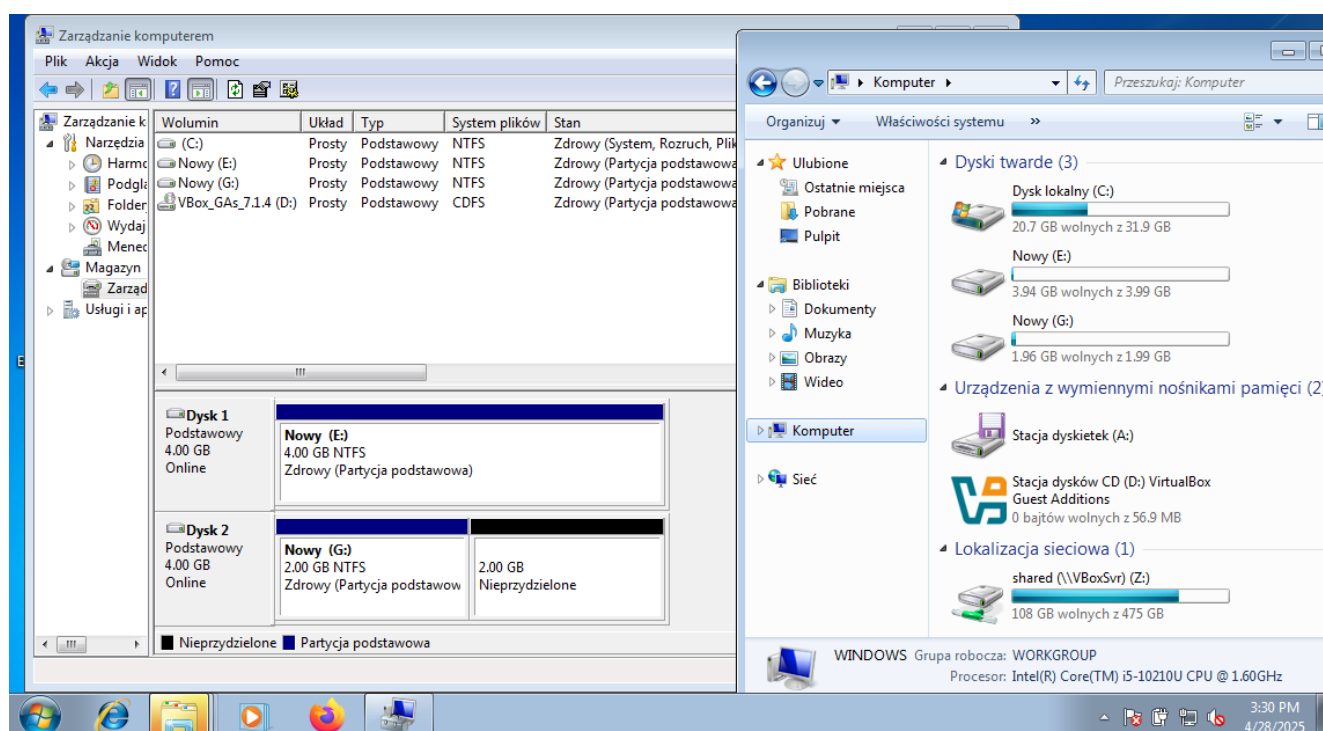 Zarządzanie komputerem
Plik Akcja Widok Pomoc
Zarządzanie k
Narzędzia
Harmo
Podglą
Folder
Wydaj
Mened
Magazyn
Zarząd
Usługi i ap
Wolumin Układ Typ System plików Stan
(C:) Prosty Podstawowy NTFS Zdrowy (System, Rozruch, Plik
Nowy (E:) Prosty Podstawowy NTFS Zdrowy (Partycja podstawowa
Nowy (G:) Prosty Podstawowy NTFS Zdrowy (Partycja podstawowa
VBox_GAs_7.1.4 (D:) Prosty Podstawowy CDFS Zdrowy (Partycja podstawowa
Dysk 1
Podstawowy
4.00 GB
Online
Nowy (E:)
4.00 GB NTFS
Zdrowy (Partycja podstawowa)
Dysk 2
Podstawowy
4.00 GB
Online
Nowy (G:)
2.00 GB NTFS
Zdrowy (Partycja podstawow
2.00 GB
Nieprzydzielone
Nieprzydzielone Partycja podstawowa
Komputer
Przeszukaj: Komputer
Organizuj Właściwości systemu »
Ulubione
Ostatnie miejsca
Pobrane
Pulpit
Biblioteki
Dokumenty
Muzyka
Obrazy
Wideo
Komputer
Sieć
Dyski twarde (3)
Dysk lokalny (C:)
20.7 GB wolnych z 31.9 GB
Nowy (E:)
3.94 GB wolnych z 3.99 GB
Nowy (G:)
1.96 GB wolnych z 1.99 GB
Urządzenia z wymiennymi nośnikami pamięci (2)
Stacja dyskietek (A:)
Stacja dysków CD (D:) VirtualBox
Guest Additions
0 bajtów wolnych z 56.9 MB
Lokalizacja sieciowa (1)
shared (\\VBoxSvr) (Z:)
108 GB wolnych z 475 GB
WINDOWS Grupa robocza: WORKGROUP
Procesor: Intel(R) Core(TM) i5-10210U CPU @ 1.60GHz
3:30 PM
4/28/2025